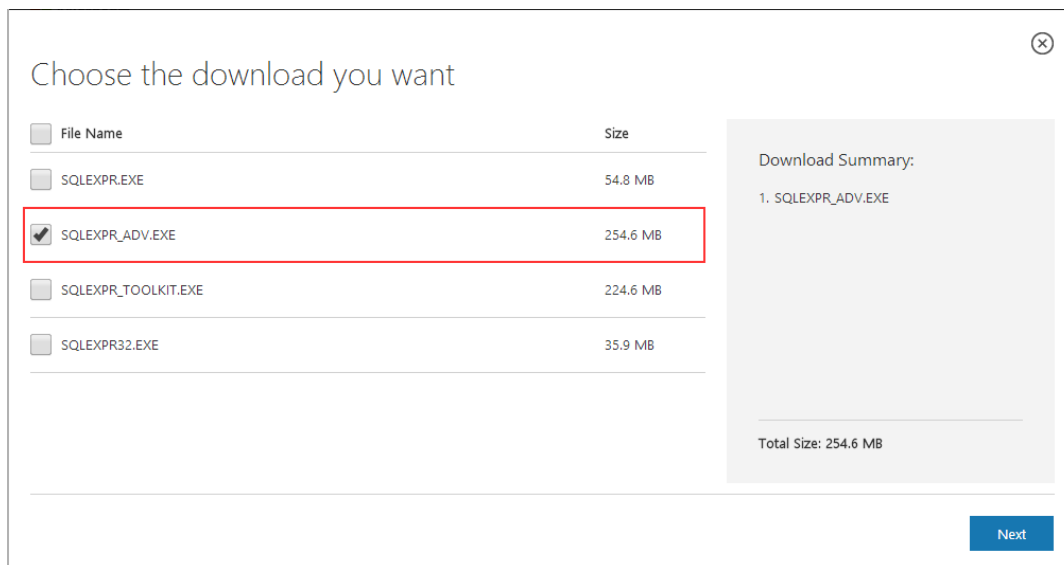 Choose the download you want
File Name Size
SQLEXPR.EXE 54.8 MB
SQLEXPR_ADV.EXE 254.6 MB
SQLEXPR_TOOLKIT.EXE 224.6 MB
SQLEXPR32.EXE 35.9 MB
Download Summary:
1. SQLEXPR_ADV.EXE
Total Size: 254.6 MB
Next